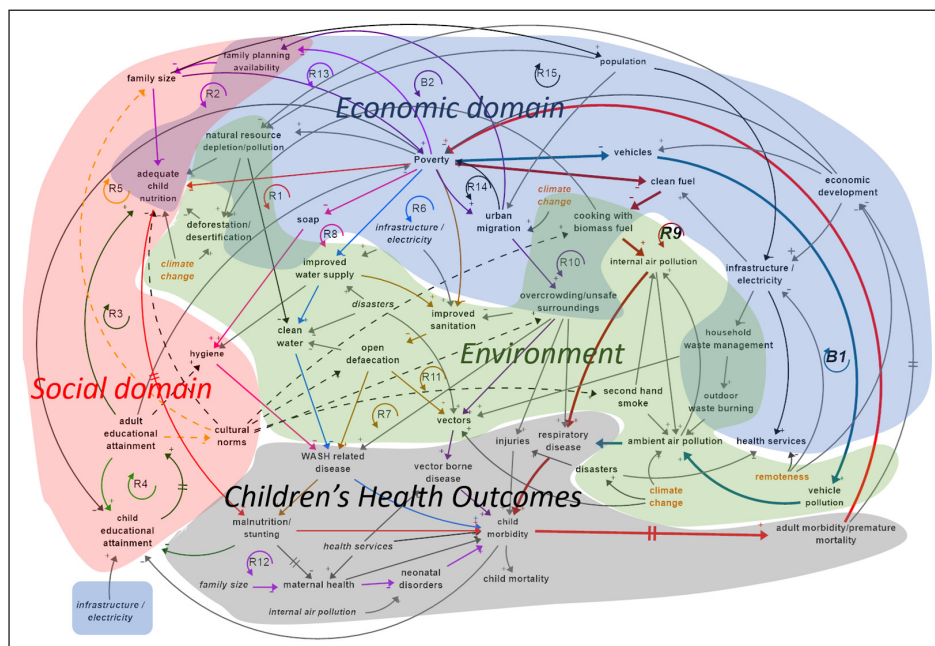 family planning
availability
family size
R13
B2
R15
population
R2
Economic domain
natural resource
depletion/pollution
Poverty
vehicles
adequate child
nutrition
R5
R1
R14
clean fuel
economic
development
soap
R6
urban
migration
climate
change
cooking with
biomass fuel
R9
deforestation/
desertification
R8
infrastructure /
electricity
internal air pollution
climate
change
improved
water supply
R10
infrastructure /
electricity
R3
disasters
overcrowding/unsafe
surroundings
improved
sanitation
household
waste management
clean
water
hygiene
open
defaecation
Environment
B1
Social domain
R11
second hand
smoke
outdoor
waste burning
R7
vectors
adult
educational
attainment
cultural
norms
injuries
respiratory
disease
ambient air pollution
health services
WASH related
disease
vector borne
disease
disasters
remoteness
R4
Children's Health Outcomes
climate
change
vehicle
pollution
child
educational
attainment
malnutrition/
stunting
child
morbidity
adult morbidity/premature
mortality
health services
R12
neonatal
disorders
child mortality
family size
maternal health
infrastructure /
electricity
internal air pollution